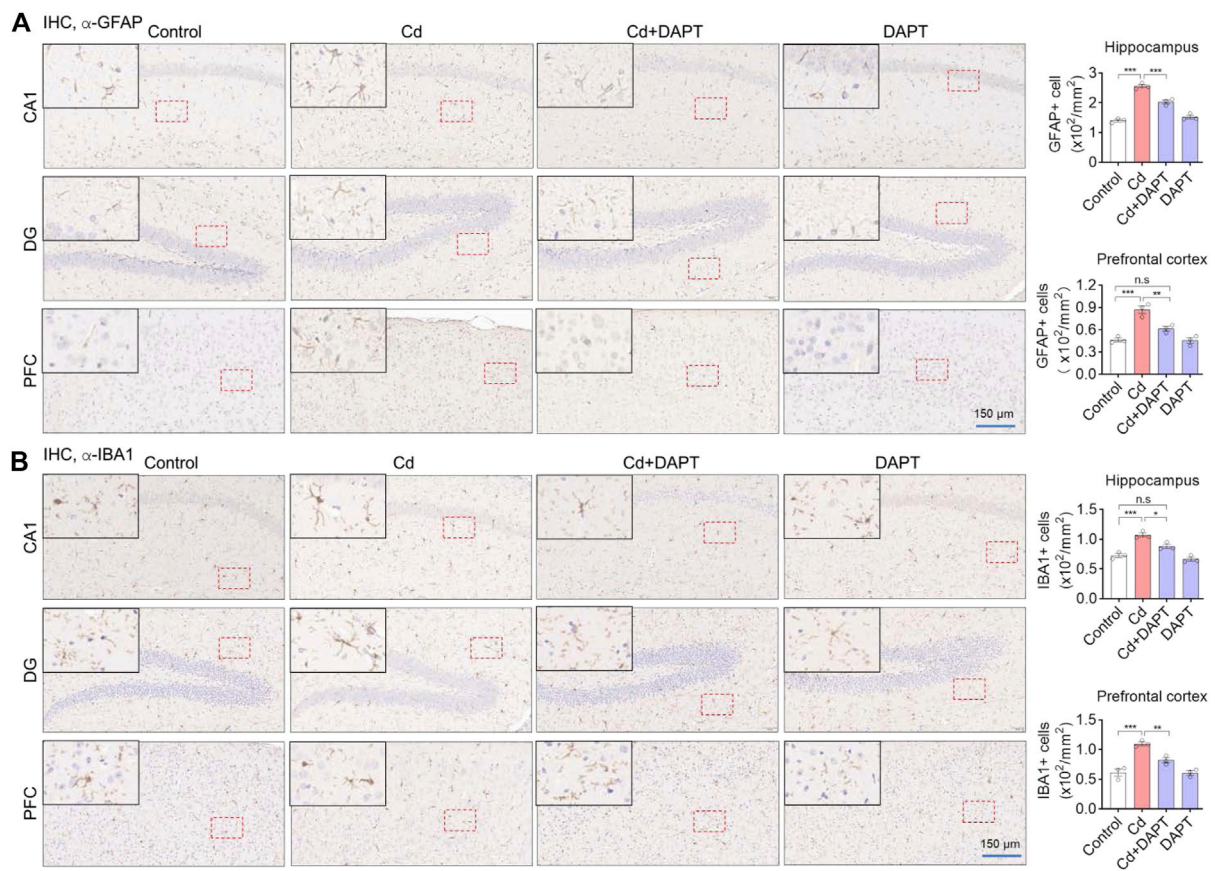 A
IHC, α-GFAP
Control
Cd
Cd+DAPT
DAPT
CA1
DG
PFC
150 μm
Hippocampus
GFAP+ cell
(x10²/mm²)
3
2
1
0
***
***
Control
Cd
Cd+DAPT
DAPT
Prefrontal cortex
GFAP+ cells
( x10²/mm²)
1.2
0.9
0.6
0.3
0
n.s
***
**
Control
Cd
Cd+DAPT
DAPT
B
IHC, α-IBA1
Control
Cd
Cd+DAPT
DAPT
CA1
DG
PFC
150 μm
Hippocampus
IBA1+ cells
(x10²/mm²)
1.5
1.0
0.5
0.0
n.s
***
*
Control
Cd
Cd+DAPT
DAPT
Prefrontal cortex
IBA1+ cells
(x10²/mm²)
1.5
1.0
0.5
0
***
**
Control
Cd
Cd+DAPT
DAPT